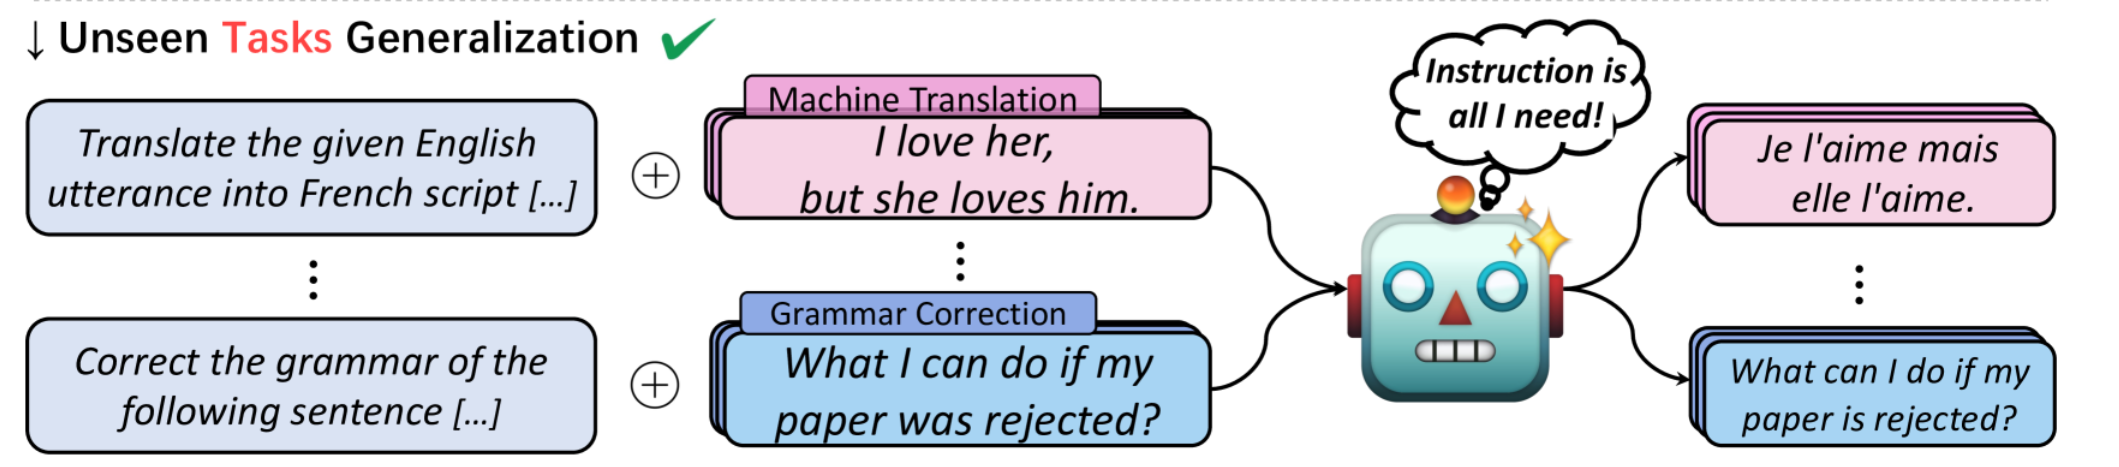 ↓ Unseen Tasks Generalization ✔
Translate the given English
utterance into French script [...]
Machine Translation
I love her,
but she loves him.
Instruction is
all I need!
Je l'aime mais
elle l'aime.
Correct the grammar of the
following sentence [...]
Grammar Correction
What I can do if my
paper was rejected?
What can I do if my
paper is rejected?